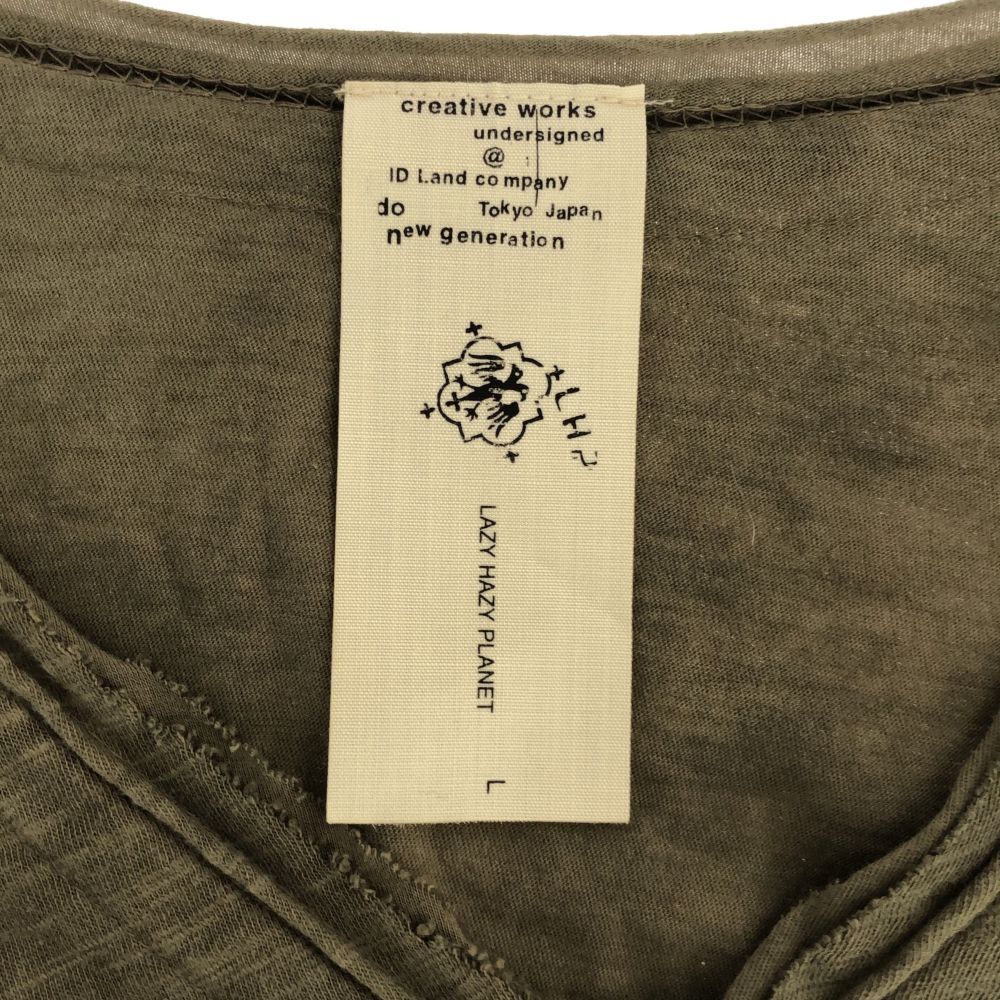 creative works
undersigned
@
ID Land company
do Tokyo Japan
new generation
LHP
LAZY HAZY PLANET
L